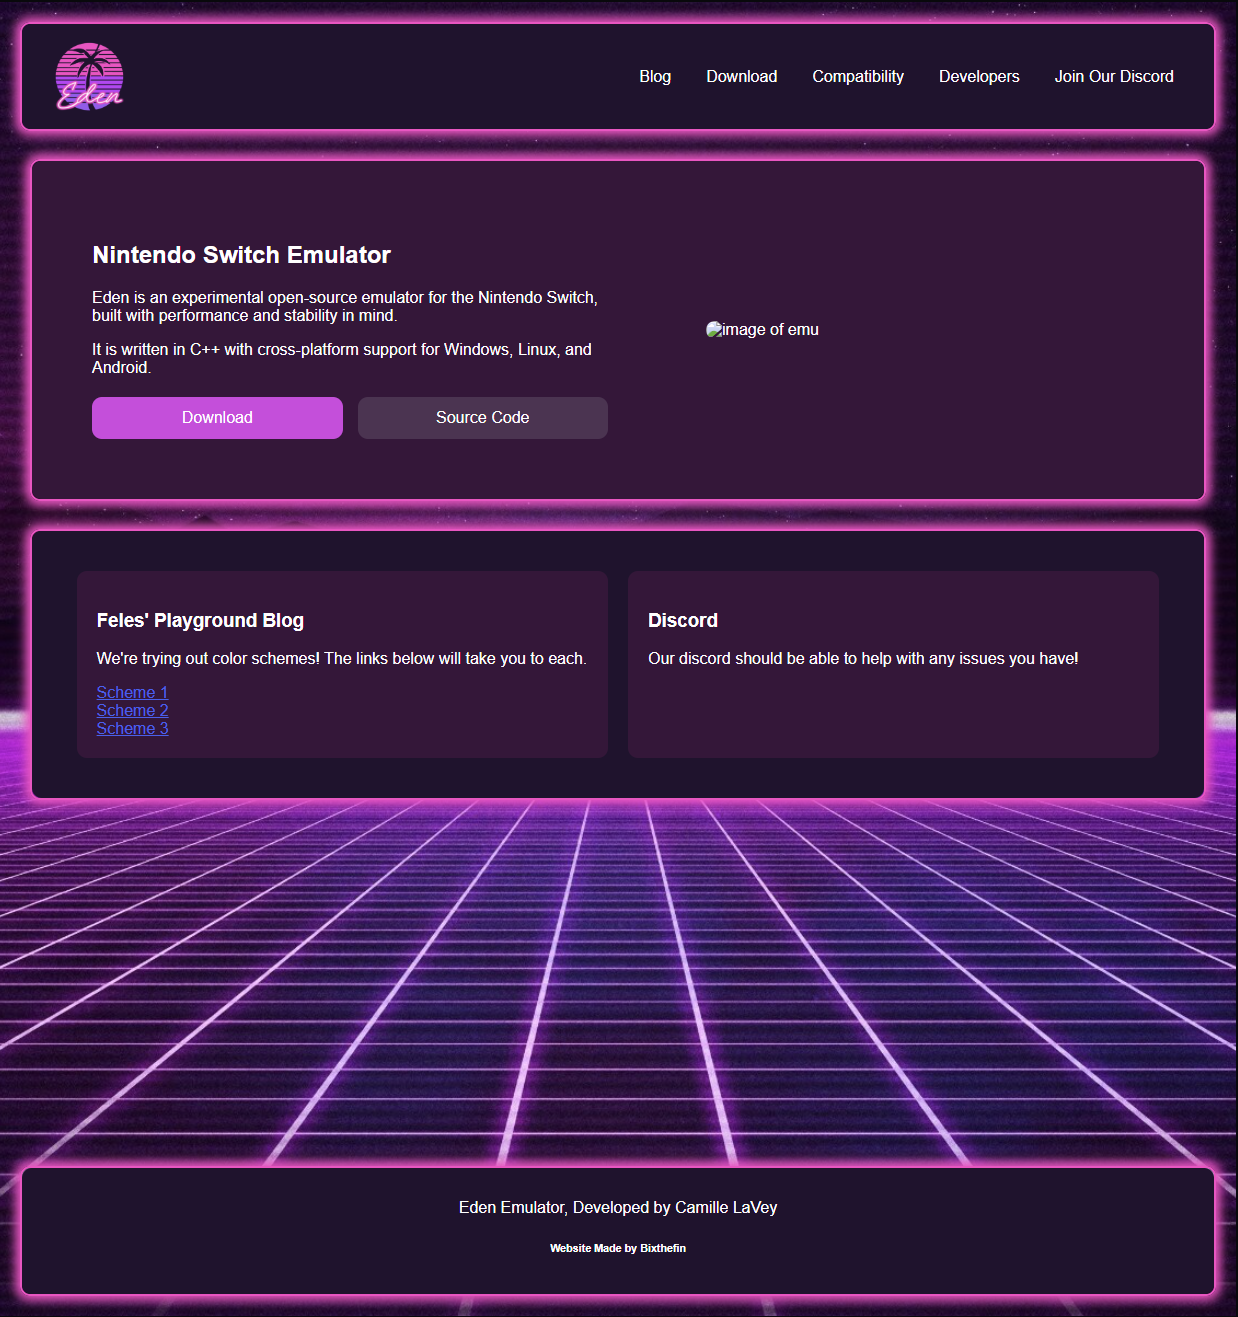 Eden
Blog
Download
Compatibility
Developers
Join Our Discord
Nintendo Switch Emulator
Eden is an experimental open-source emulator for the Nintendo Switch,
built with performance and stability in mind.
It is written in C++ with cross-platform support for Windows, Linux, and
Android.
Download
Source Code
image of emu
Feles' Playground Blog
We're trying out color schemes! The links below will take you to each.
Scheme 1
Scheme 2
Scheme 3
Discord
Our discord should be able to help with any issues you have!
Eden Emulator, Developed by Camille LaVey
Website Made by Bixthefin